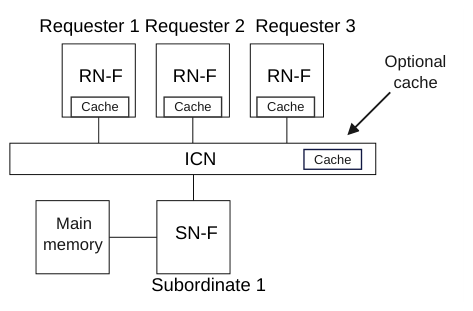 Requester 1 Requester 2 Requester 3
RN-F RN-F RN-F
Cache Cache Cache
Optional
cache
ICN
Cache
Main
memory
SN-F
Subordinate 1